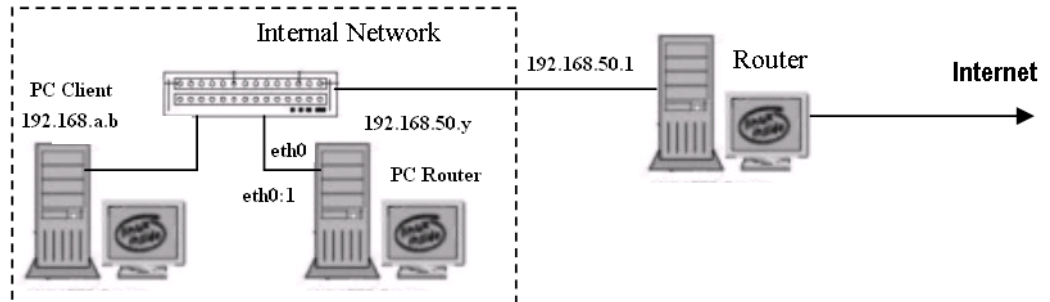 Internal Network
192.168.50.1
Router
Internet
PC Client
192.168.a.b
192.168.50.y
eth0
eth0:1
PC Router